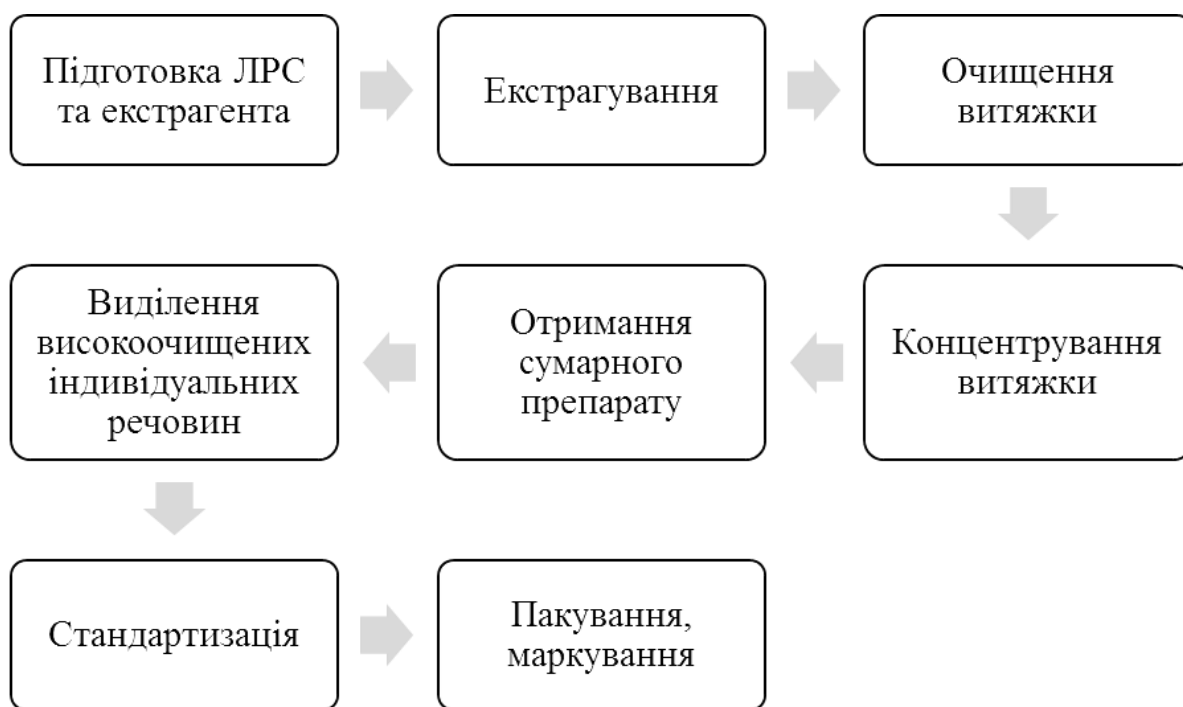 Підготовка ЛРС
та екстрагента
Екстрагування
Очищення
витяжки
Концентрування
витяжки
Отримання
сумарного
препарату
Виділення
високоочищених
індивідуальних
речовин
Стандартизація
Пакування,
маркування